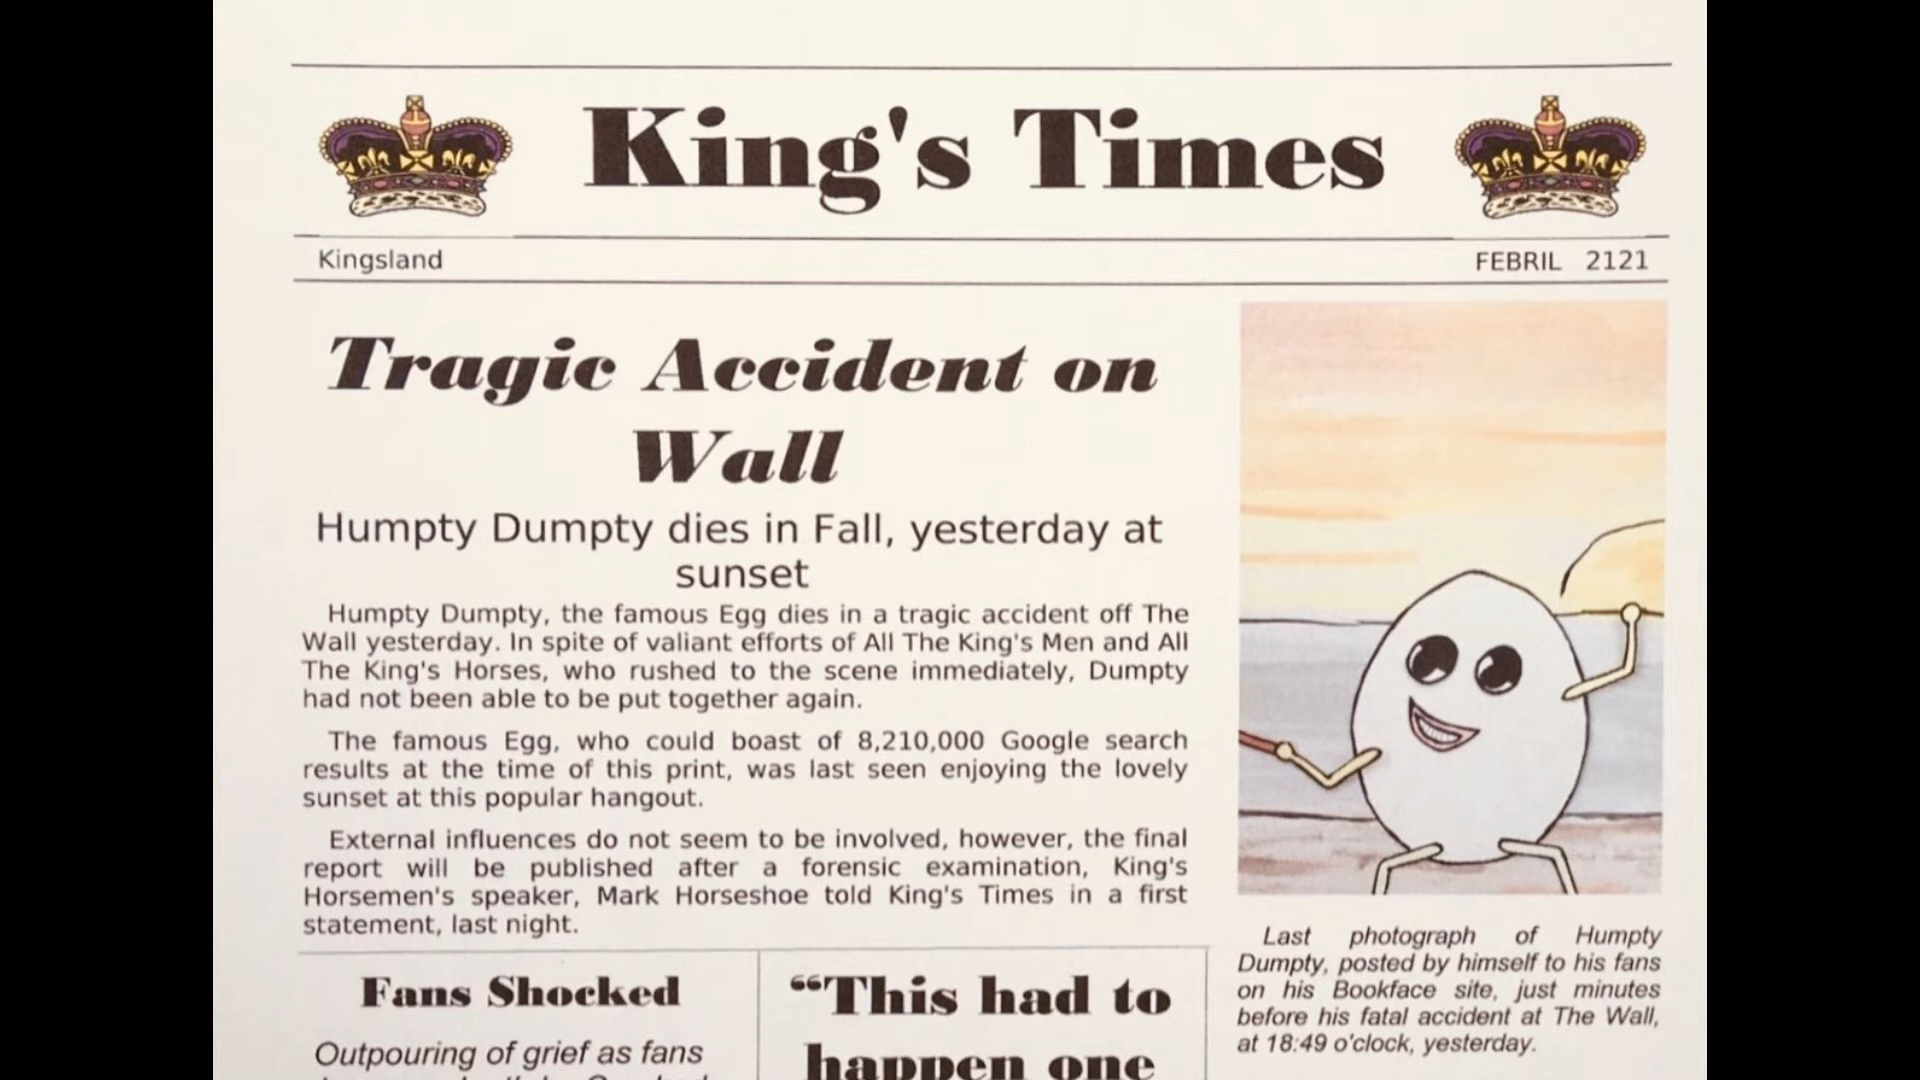 King's Times
Kingsland
FEBRIL 2121
Tragic Accident on
Wall
Humpty Dumpty dies in Fall, yesterday at
sunset
Humpty Dumpty, the famous Egg dies in a tragic accident off The
Wall yesterday. In spite of valiant efforts of All The King's Men and All
The King's Horses, who rushed to the scene immediately, Dumpty
had not been able to be put together again.
The famous Egg, who could boast of 8,210,000 Google search
results at the time of this print, was last seen enjoying the lovely
sunset at this popular hangout.
External influences do not seem to be involved, however, the final
report will be published after a forensic examination, King's
Horsemen's speaker, Mark Horseshoe told King's Times in a first
statement, last night.
Last photograph of Humpty
Dumpty, posted by himself to his fans
on his Bookface site, just minutes
before his fatal accident at The Wall,
at 18:49 o'clock, yesterday.
Fans Shocked
Outpouring of grief as fans
“This had to
happen one